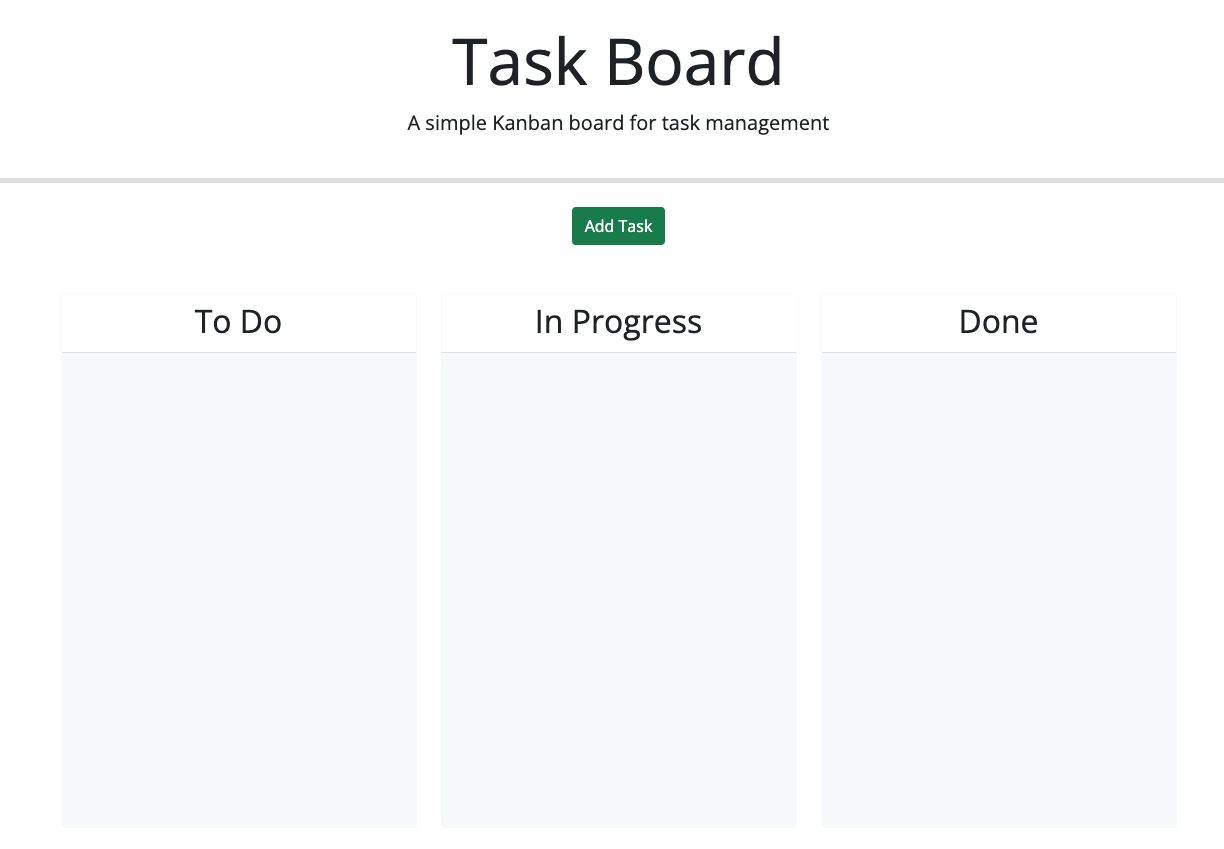 Task Board
A simple Kanban board for task management
Add Task
To Do
In Progress
Done